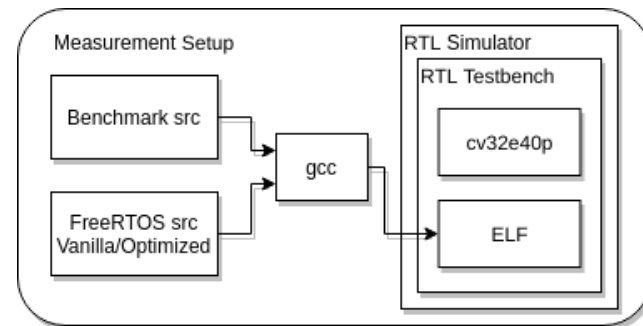 Measurement Setup
Benchmark src
FreeRTOS src
Vanilla/Optimized
gcc
RTL Simulator
RTL Testbench
cv32e40p
ELF